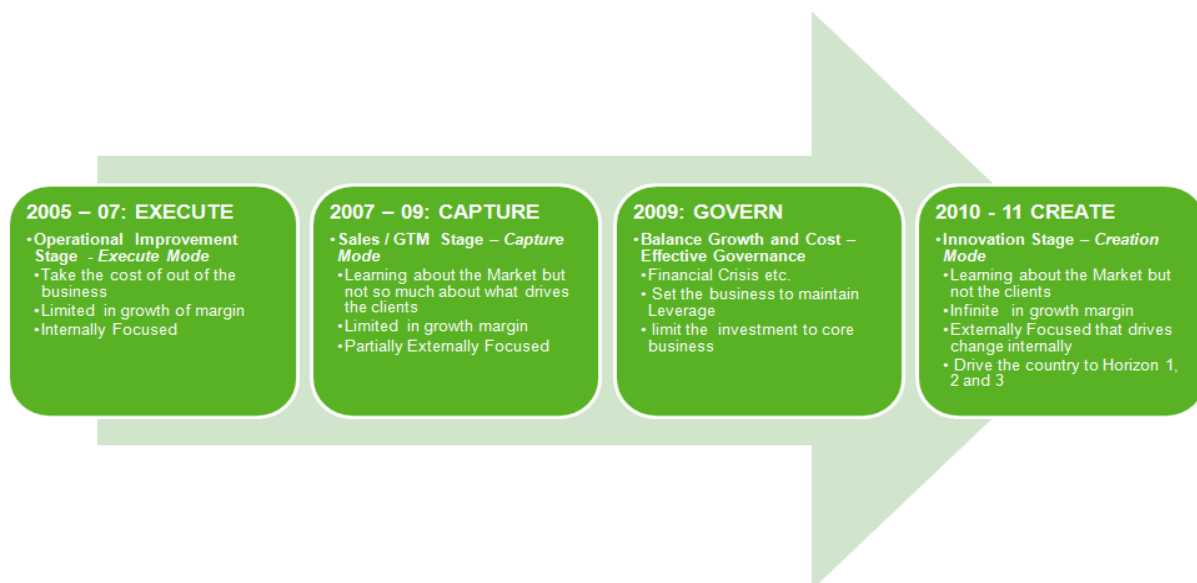 2005 – 07: EXECUTE
•Operational Improvement
Stage - Execute Mode
•Take the cost of out of the
business
•Limited in growth of margin
•Internally Focused
2007 – 09: CAPTURE
•Sales / GTM Stage – Capture
Mode
•Learning about the Market but
not so much about what drives
the clients
•Limited in growth margin
•Partially Externally Focused
2009: GOVERN
•Balance Growth and Cost –
Effective Governance
•Financial Crisis etc.
• Set the business to maintain
Leverage
• limit the investment to core
business
2010 - 11 CREATE
•Innovation Stage – Creation
Mode
•Learning about the Market but
not the clients
•Infinite in growth margin
•Externally Focused that drives
change internally
• Drive the country to Horizon 1,
2 and 3